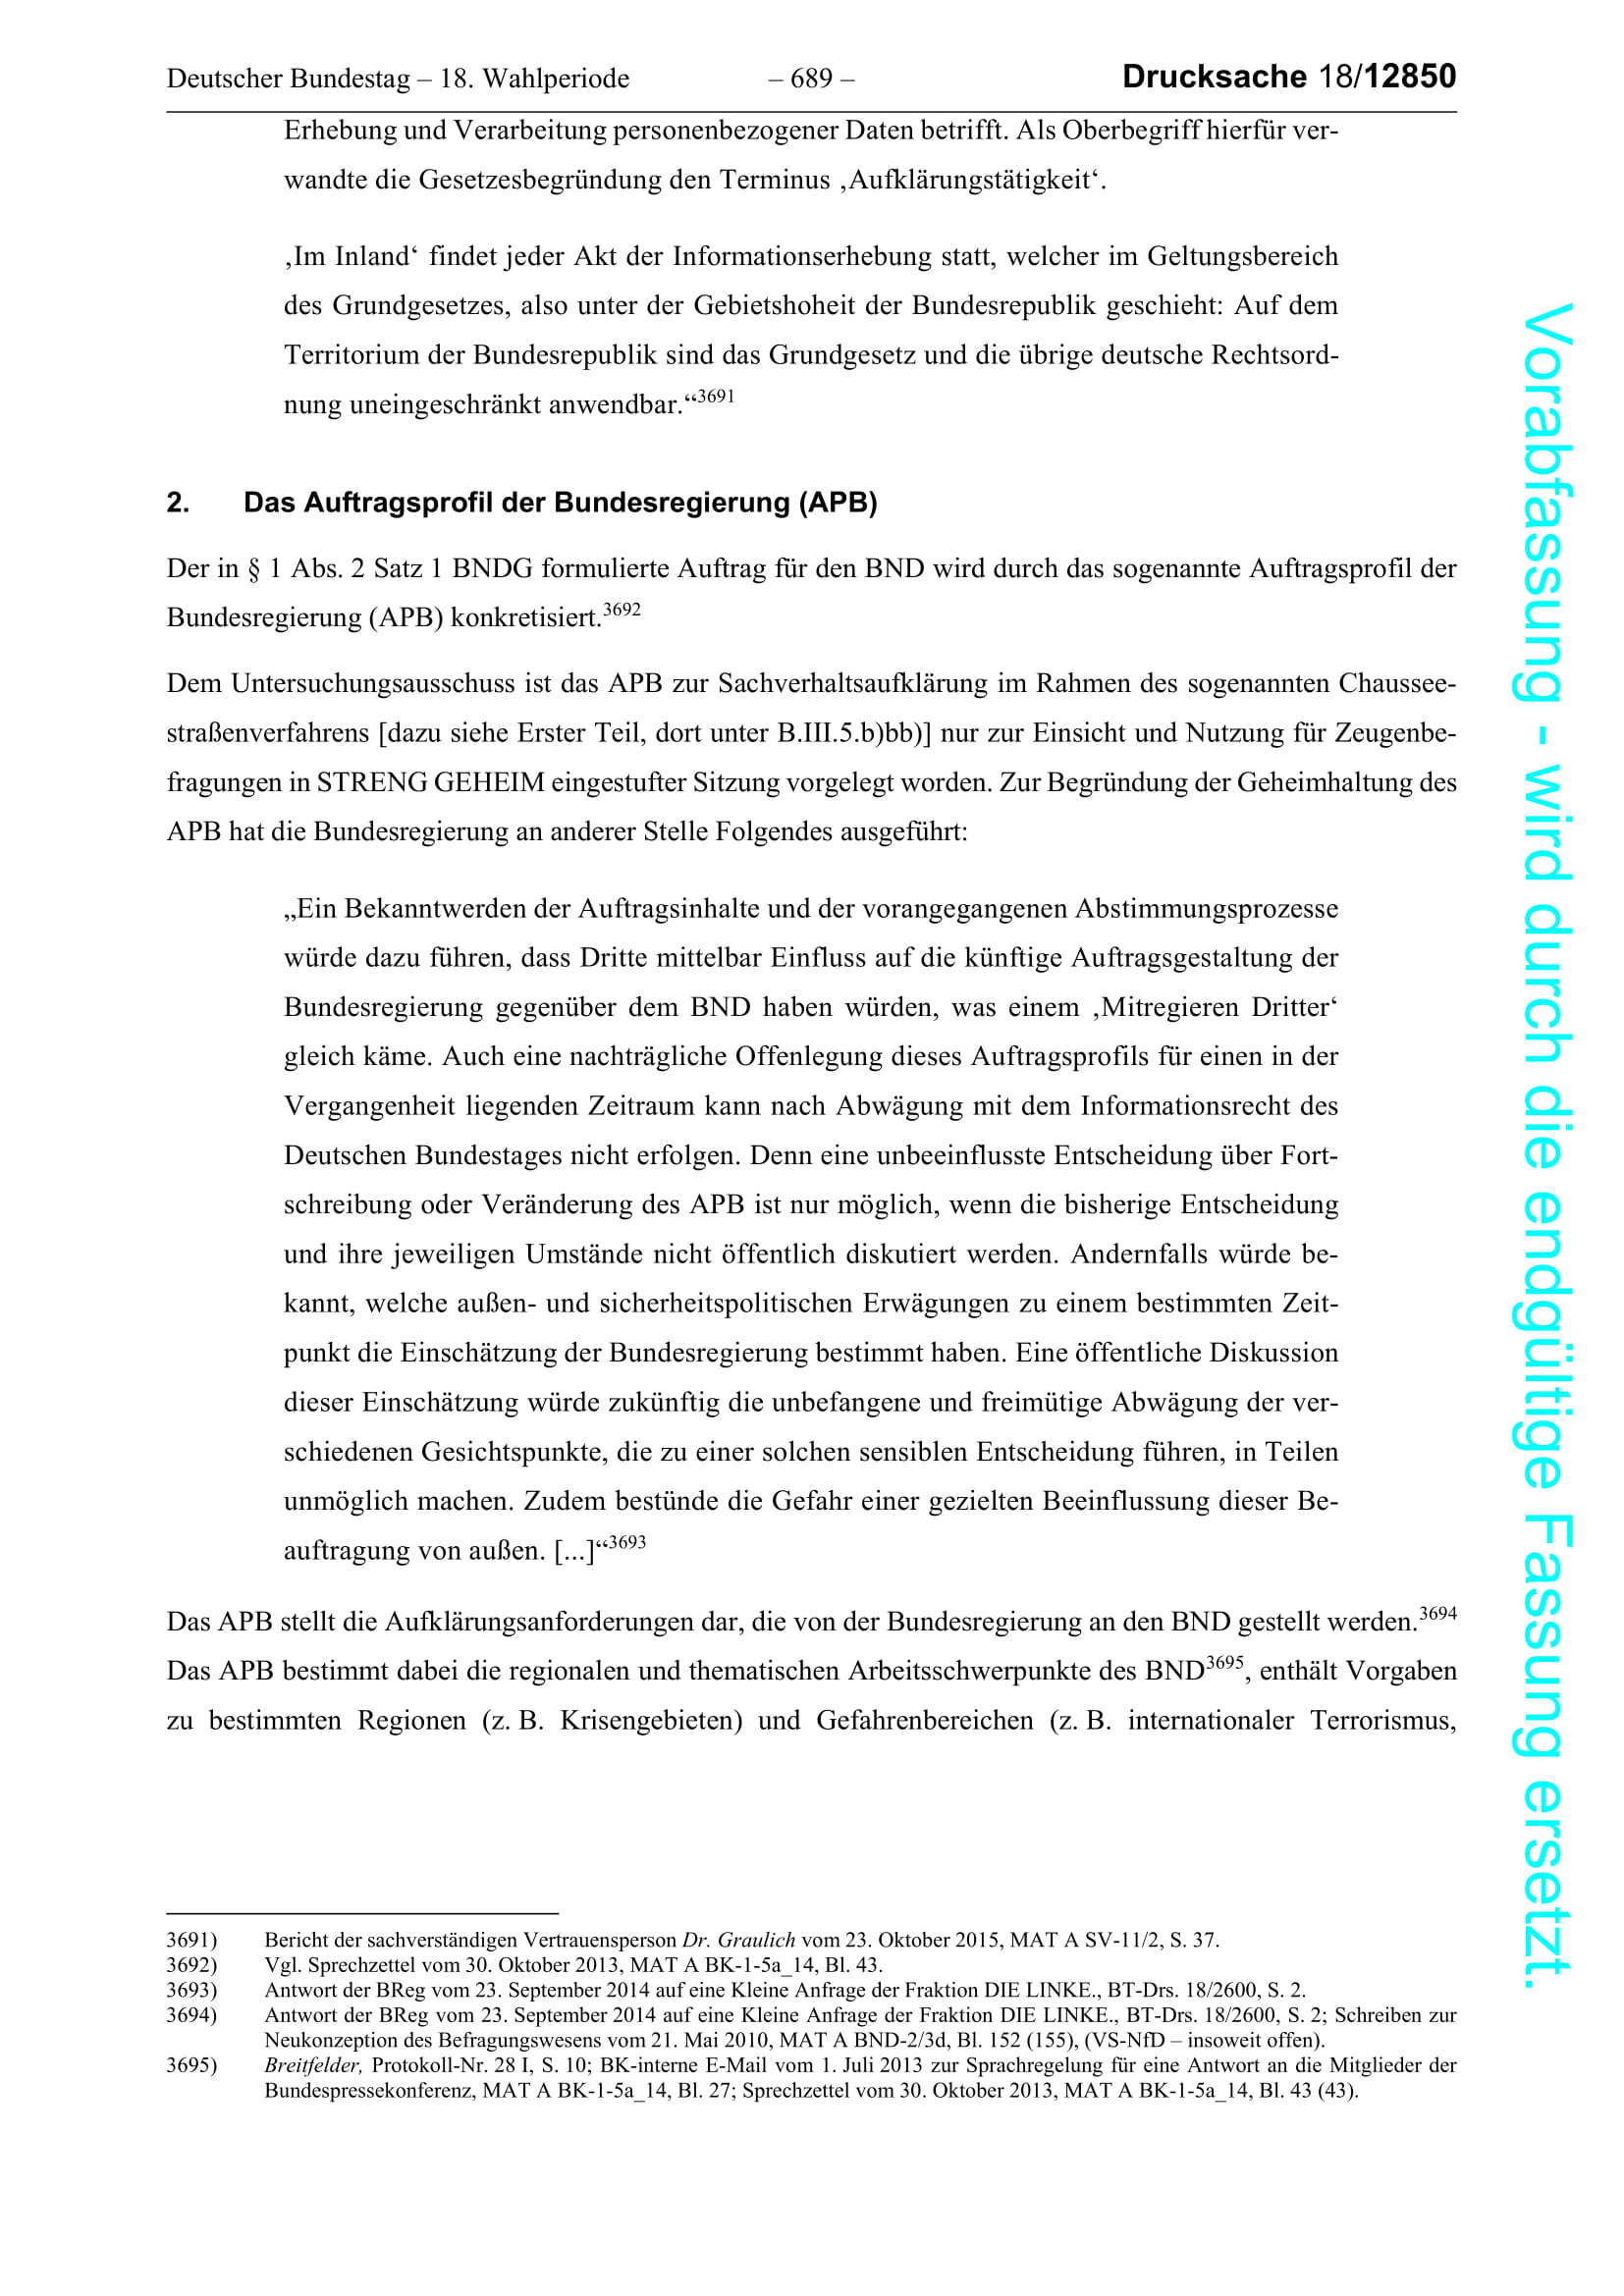 Deutscher Bundestag – 18. Wahlperiode – 689 – Drucksache 18/12850
Erhebung und Verarbeitung personenbezogener Daten betrifft. Als Oberbegriff hierfür ver-
wandte die Gesetzesbegründung den Terminus ‚Aufklärungstätigkeit‘.
‚Im Inland‘ findet jeder Akt der Informationserhebung statt, welcher im Geltungsbereich
des Grundgesetzes, also unter der Gebietshoheit der Bundesrepublik geschieht: Auf dem
Territorium der Bundesrepublik sind das Grundgesetz und die übrige deutsche Rechtsord-
nung uneingeschränkt anwendbar.“3691
2. Das Auftragsprofil der Bundesregierung (APB)
Der in § 1 Abs. 2 Satz 1 BNDG formulierte Auftrag für den BND wird durch das sogenannte Auftragsprofil der
Bundesregierung (APB) konkretisiert.3692
Dem Untersuchungsausschuss ist das APB zur Sachverhaltsaufklärung im Rahmen des sogenannten Chaussee-
straßenverfahrens [dazu siehe Erster Teil, dort unter B.III.5.b)bb)] nur zur Einsicht und Nutzung für Zeugenbe-
fragungen in STRENG GEHEIM eingestufter Sitzung vorgelegt worden. Zur Begründung der Geheimhaltung des
APB hat die Bundesregierung an anderer Stelle Folgendes ausgeführt:
„Ein Bekanntwerden der Auftragsinhalte und der vorangegangenen Abstimmungsprozesse
würde dazu führen, dass Dritte mittelbar Einfluss auf die künftige Auftragsgestaltung der
Bundesregierung gegenüber dem BND haben würden, was einem ‚Mitregieren Dritter‘
gleich käme. Auch eine nachträgliche Offenlegung dieses Auftragsprofils für einen in der
Vergangenheit liegenden Zeitraum kann nach Abwägung mit dem Informationsrecht des
Deutschen Bundestages nicht erfolgen. Denn eine unbeeinflusste Entscheidung über Fort-
schreibung oder Veränderung des APB ist nur möglich, wenn die bisherige Entscheidung
und ihre jeweiligen Umstände nicht öffentlich diskutiert werden. Andernfalls würde be-
kannt, welche außen- und sicherheitspolitischen Erwägungen zu einem bestimmten Zeit-
punkt die Einschätzung der Bundesregierung bestimmt haben. Eine öffentliche Diskussion
dieser Einschätzung würde zukünftig die unbefangene und freimütige Abwägung der ver-
schiedenen Gesichtspunkte, die zu einer solchen sensiblen Entscheidung führen, in Teilen
unmöglich machen. Zudem bestünde die Gefahr einer gezielten Beeinflussung dieser Be-
auftragung von außen. [...]“3693
Das APB stellt die Aufklärungsanforderungen dar, die von der Bundesregierung an den BND gestellt werden.3694
Das APB bestimmt dabei die regionalen und thematischen Arbeitsschwerpunkte des BND3695, enthält Vorgaben
zu bestimmten Regionen (z. B. Krisengebieten) und Gefahrenbereichen (z. B. internationaler Terrorismus,
3691) Bericht der sachverständigen Vertrauensperson Dr. Graulich vom 23. Oktober 2015, MAT A SV-11/2, S. 37.
3692) Vgl. Sprechzettel vom 30. Oktober 2013, MAT A BK-1-5a_14, Bl. 43.
3693) Antwort der BReg vom 23. September 2014 auf eine Kleine Anfrage der Fraktion DIE LINKE., BT-Drs. 18/2600, S. 2.
3694) Antwort der BReg vom 23. September 2014 auf eine Kleine Anfrage der Fraktion DIE LINKE., BT-Drs. 18/2600, S. 2; Schreiben zur
Neukonzeption des Befragungswesens vom 21. Mai 2010, MAT A BND-2/3d, Bl. 152 (155), (VS-NfD – insoweit offen).
3695) Breitfelder, Protokoll-Nr. 28 I, S. 10; BK-interne E-Mail vom 1. Juli 2013 zur Sprachregelung für eine Antwort an die Mitglieder der
Bundespressekonferenz, MAT A BK-1-5a_14, Bl. 27; Sprechzettel vom 30. Oktober 2013, MAT A BK-1-5a_14, Bl. 43 (43).
Vorabfassung - wird durch die endgültige Fassung ersetzt.